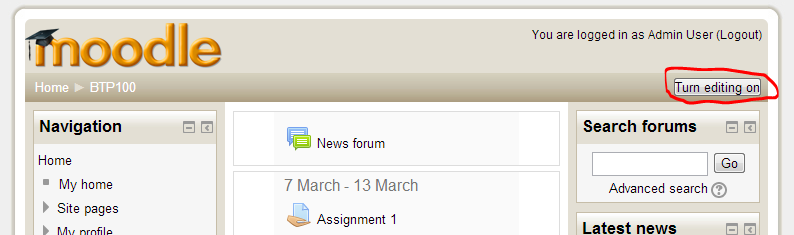 moodle
You are logged in as Admin User (Logout)
Home ▶ BTP100
Turn editing on
Navigation
Home
My home
Site pages
My profile
News forum
7 March - 13 March
Assignment 1
Search forums
Go
Advanced search
Latest news